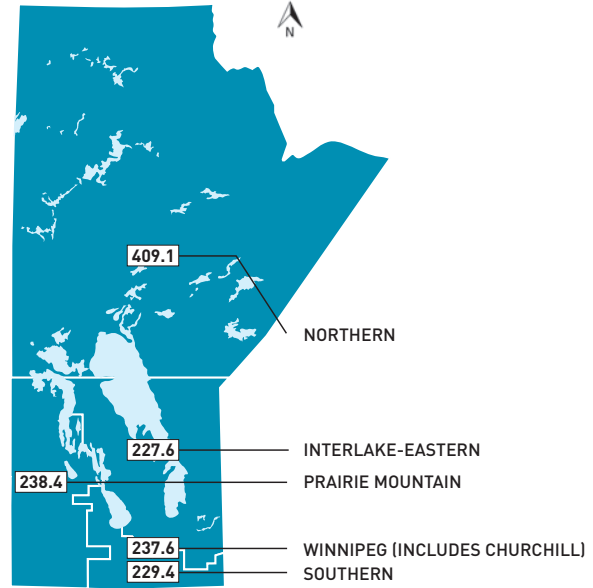 N
409.1
NORTHERN
227.6 INTERLAKE-EASTERN
238.4 PRAIRIE MOUNTAIN
237.6 WINNIPEG (INCLUDES CHURCHILL)
229.4 SOUTHERN